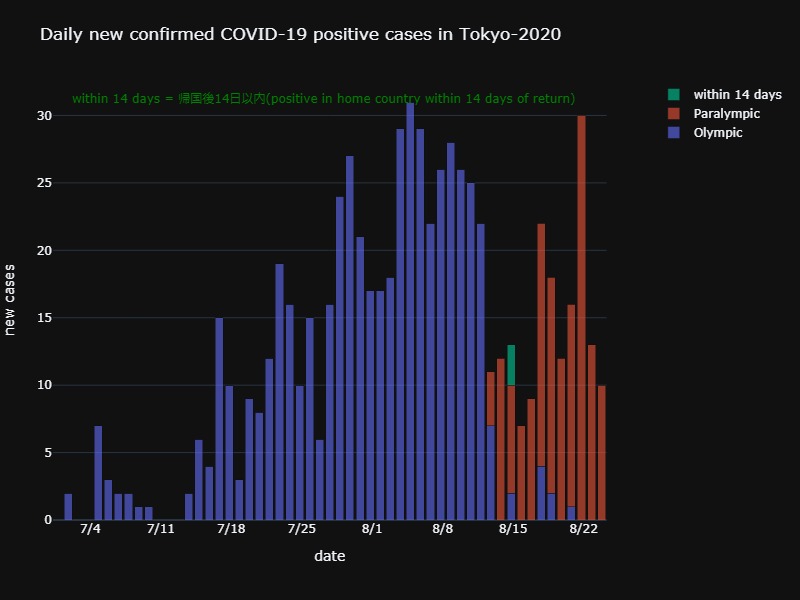 Daily new confirmed COVID-19 positive cases in Tokyo-2020
within 14 days = 帰国後14日以内(positive in home country within 14 days of return)
within 14 days
Paralympic
Olympic
30
25
20
15
10
5
0
new cases
7/4 7/11 7/18 7/25 8/1 8/8 8/15 8/22
date